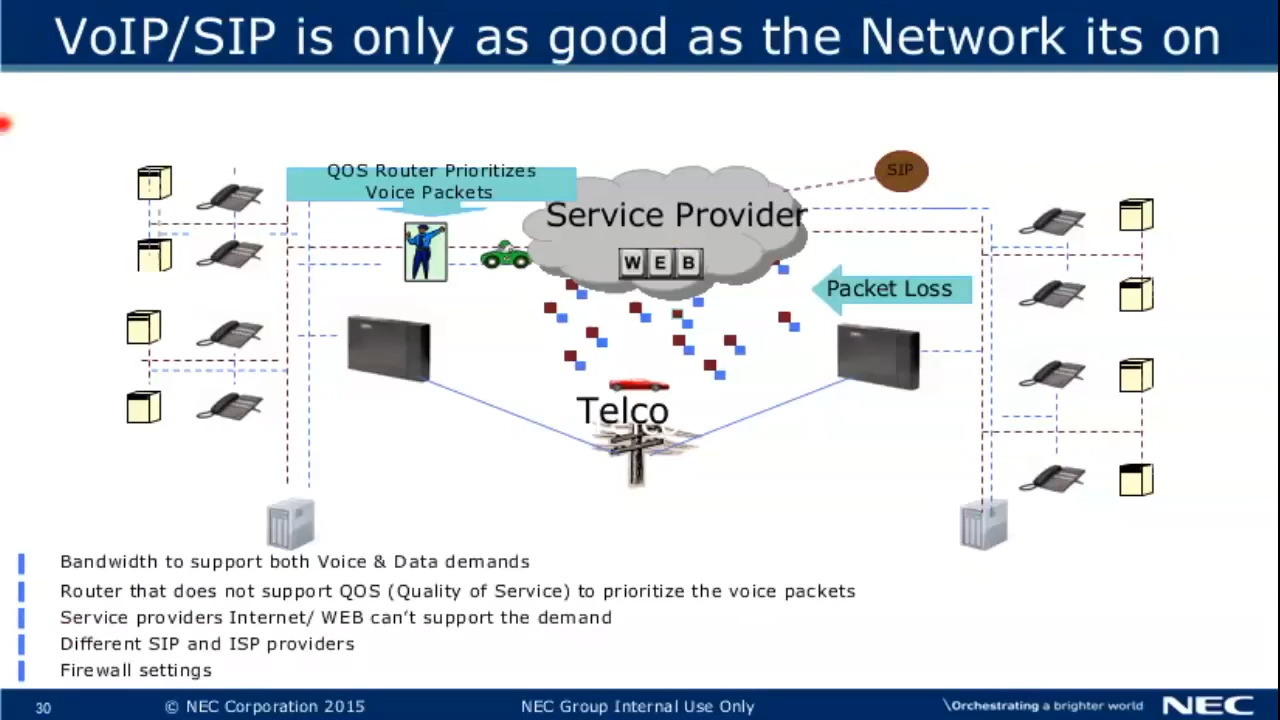 VoIP/SIP is only as good as the Network its on
QOS Router Prioritizes
Voice Packets
SIP
Service Provider
W E B
Packet Loss
Telco
Bandwidth to support both Voice & Data demands
Router that does not support QOS (Quality of Service) to prioritize the voice packets
Service providers Internet/ WEB can't support the demand
Different SIP and ISP providers
Firewall settings
30
© NEC Corporation 2015
NEC Group Internal Use Only
\Orchestrating a brighter world
NEC